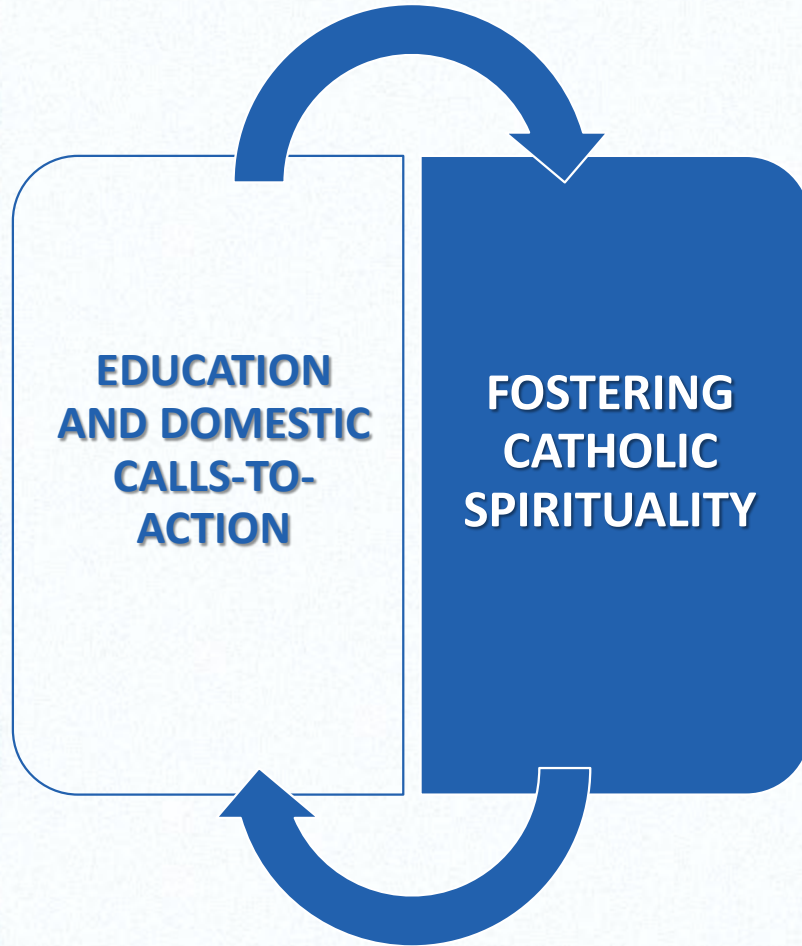 EDUCATION
AND DOMESTIC
CALLS-TO-
ACTION
FOSTERING
CATHOLIC
SPIRITUALITY